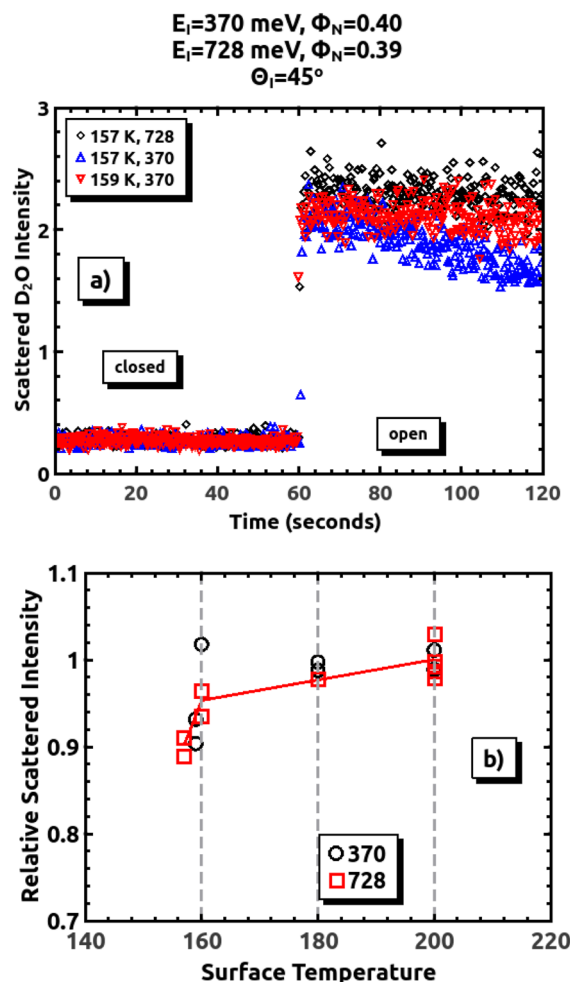 E_I=370 meV, Φ_N=0.40
E_I=728 meV, Φ_N=0.39
Θ_I=45°
3
2
1
0
Scattered D₂O Intensity
157 K, 728
157 K, 370
159 K, 370
a)
closed
open
0 20 40 60 80 100 120
Time (seconds)
1.1
1
0.9
0.8
0.7
Relative Scattered Intensity
b)
370
728
140 160 180 200 220
Surface Temperature